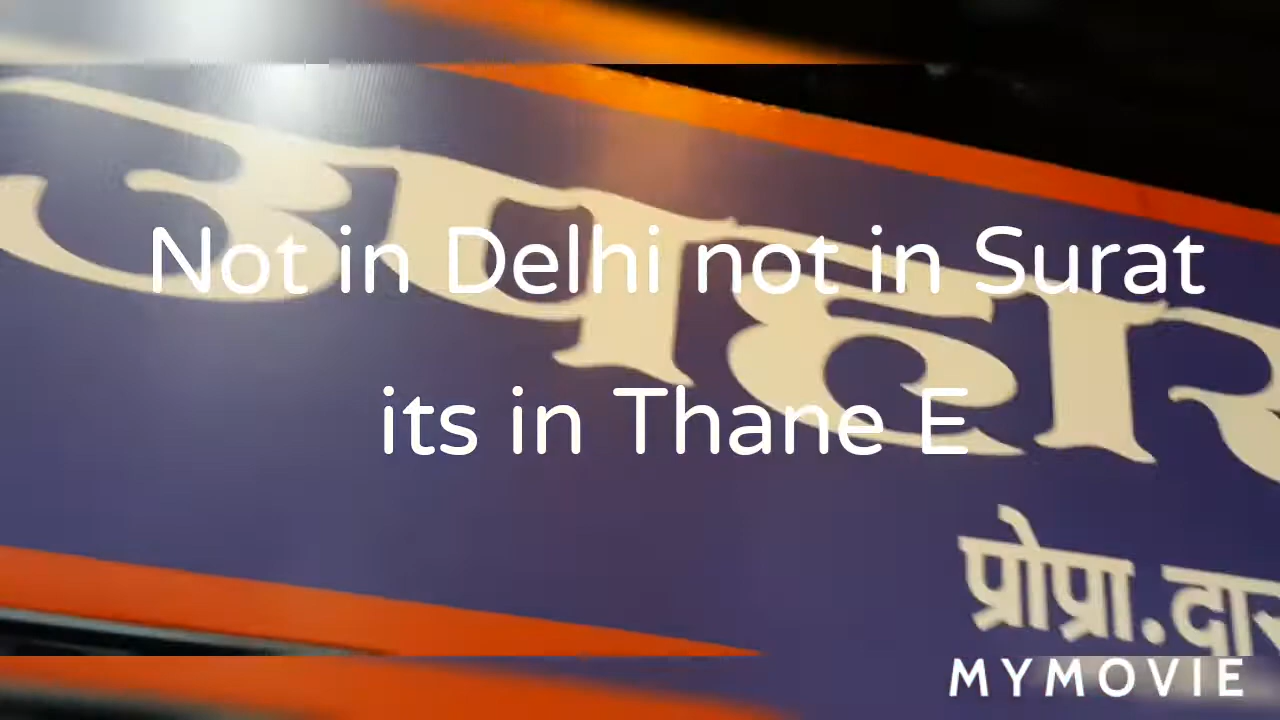 Not in Delhi not in Surat
its in Thane E
प्रोप्रा.
MYMOVIE